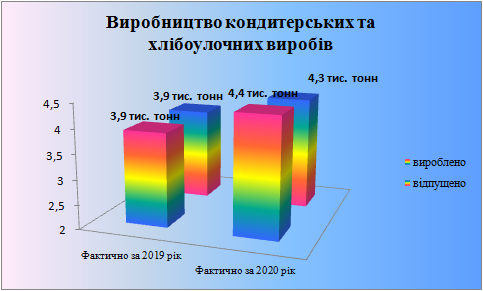 Виробництво кондитерських та
хлібоулочних виробів
4,3 тис. тонн
3,9 тис. тонн
4,4 тис. тонн
3,9 тис. тонн
4,5
4
3,5
3
2,5
2
вироблено
відпущено
Фактично за 2019 рік
Фактично за 2020 рік